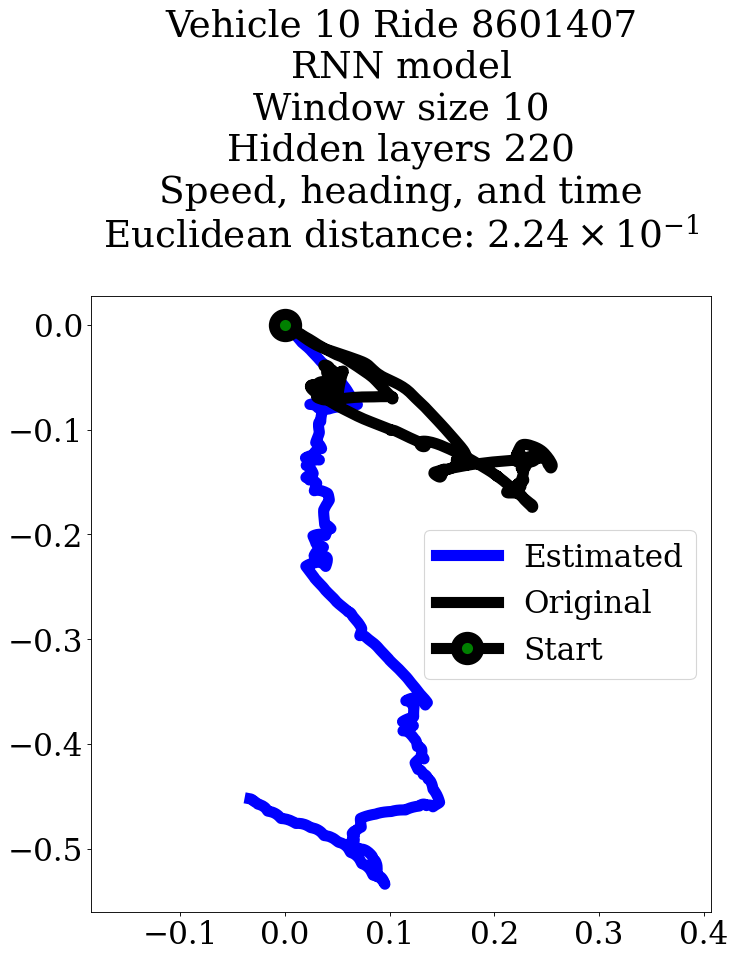 Vehicle 10 Ride 8601407
RNN model
Window size 10
Hidden layers 220
Speed, heading, and time
Euclidean distance: 2.24 × 10⁻¹
0.0
−0.1
−0.2
−0.3
−0.4
−0.5
Estimated
Original
Start
−0.1 0.0 0.1 0.2 0.3 0.4